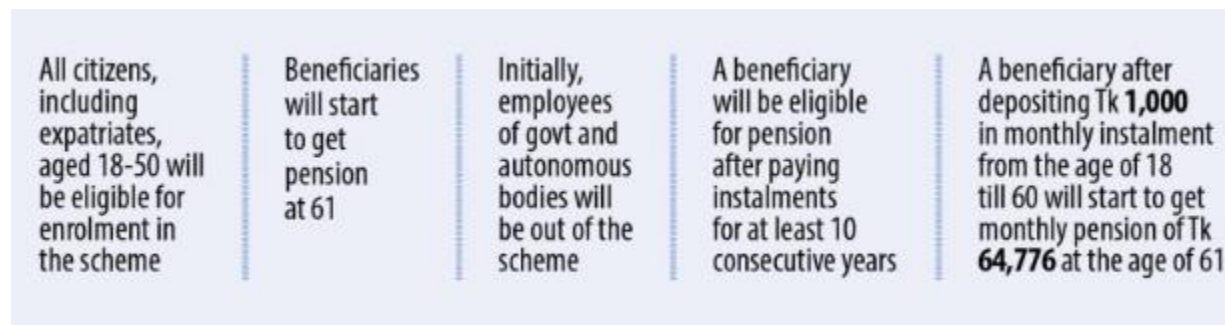 All citizens,
including
expatriates,
aged 18-50 will
be eligible for
enrolment in
the scheme
Beneficiaries
will start
to get
pension
at 61
Initially,
employees
of govt and
autonomous
bodies will
be out of the
scheme
A beneficiary
will be eligible
for pension
after paying
instalments
for at least 10
consecutive years
A beneficiary after
depositing Tk 1,000
in monthly instalment
from the age of 18
till 60 will start to get
monthly pension of Tk
64,776 at the age of 61